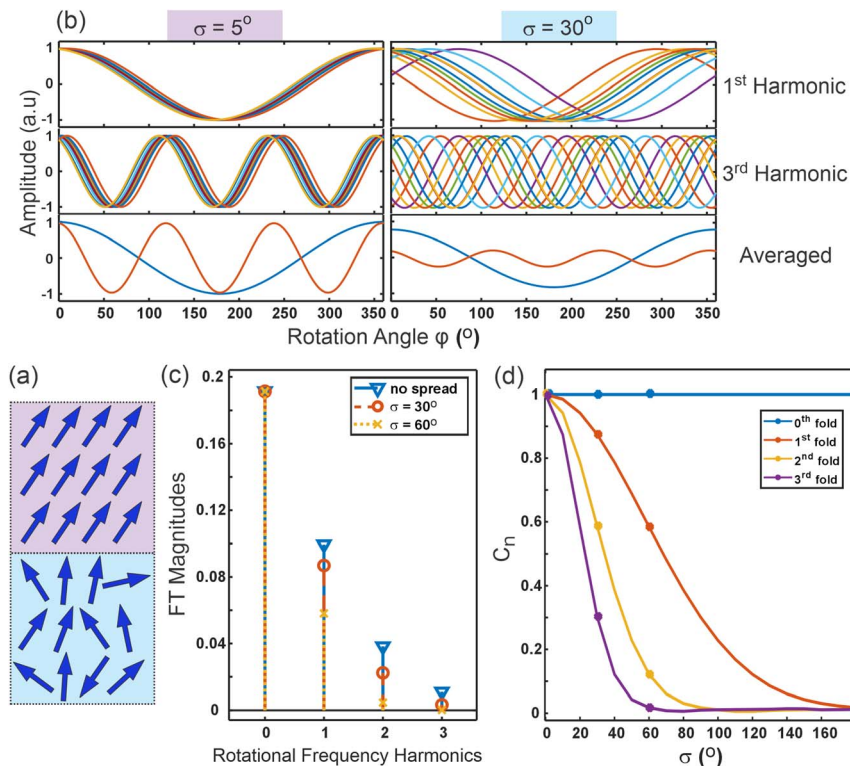 (b)
σ = 5º
σ = 30º
Amplitude (a.u)
1
0
-1
1
0
-1
1
0
-1
1st Harmonic
3rd Harmonic
Averaged
0 50 100 150 200 250 300 350
0 50 100 150 200 250 300 350
Rotation Angle φ (º)
(a)
(c)
FT Magnitudes
0.2
0.16
0.12
0.08
0.04
0
no spread
σ = 30º
σ = 60º
0 1 2 3
Rotational Frequency Harmonics
(d)
Cn
1
0.8
0.6
0.4
0.2
0
0th fold
1st fold
2nd fold
3rd fold
0 20 40 60 80 100 120 140 160
σ (º)